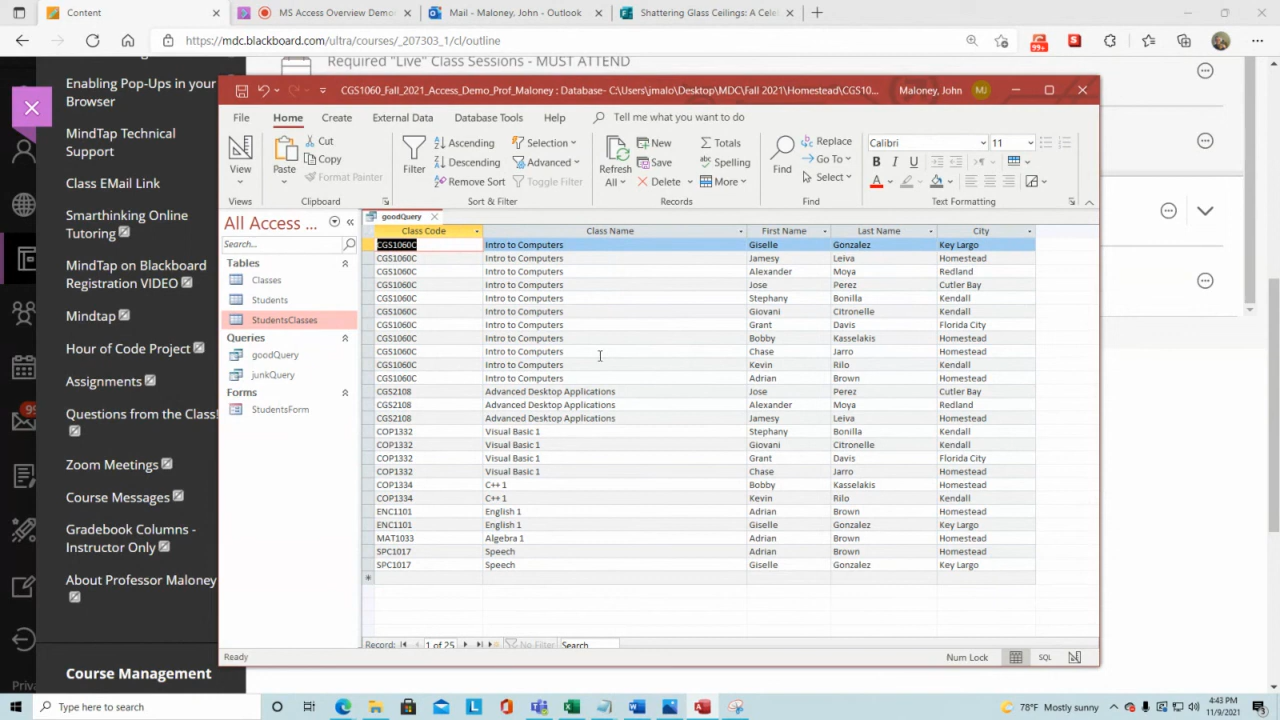 Content
MS Access Overview Demo
Mail - Maloney, John - Outlook
Shattering Glass Ceilings: A Cele
https://mdc.blackboard.com/ultra/courses/_207303_1/cl/outline
99+
Required "Live" Class Sessions - MUST ATTEND
Enabling Pop-Ups in your
Browser
MindTap Technical
Support
Class EMail Link
Smarthinking Online
Tutoring
MindTap on Blackboard
Registration VIDEO
Mindtap
Hour of Code Project
Assignments
Questions from the Class!
Zoom Meetings
Course Messages
Gradebook Columns -
Instructor Only
About Professor Maloney
Course Management
Priva
CGS1060_Fall_2021_Access_Demo_Prof_Maloney : Database- C:\Users\jmalo\Desktop\MDC\Fall 2021\Homestead\CGS10...
Maloney, John
MJ
File Home Create External Data Database Tools Help Tell me what you want to do
View
Views
Paste
Cut
Copy
Format Painter
Clipboard
Filter
Ascending
Descending
Remove Sort
Selection
Advanced
Toggle Filter
Sort & Filter
Refresh
All
New
Save
Delete
Totals
Spelling
More
Records
Find
Replace
Go To
Select
Find
Calibri 11
B I U
A
Text Formatting
All Access ...
Search...
Tables
Classes
Students
StudentsClasses
Queries
goodQuery
junkQuery
Forms
StudentsForm
goodQuery
Class Code Class Name First Name Last Name City
CGS1060C Intro to Computers Giselle Gonzalez Key Largo
CGS1060C Intro to Computers Jamesy Leiva Homestead
CGS1060C Intro to Computers Alexander Moya Redland
CGS1060C Intro to Computers Jose Perez Cutler Bay
CGS1060C Intro to Computers Stephany Bonilla Kendall
CGS1060C Intro to Computers Giovani Citronelle Kendall
CGS1060C Intro to Computers Grant Davis Florida City
CGS1060C Intro to Computers Bobby Kasselakis Kendall
CGS1060C Intro to Computers Chase Jarro Homestead
CGS1060C Intro to Computers Kevin Rilo Kendall
CGS1060C Intro to Computers Adrian Brown Homestead
CGS2108 Advanced Desktop Applications Jose Perez Cutler Bay
CGS2108 Advanced Desktop Applications Alexander Moya Redland
CGS2108 Advanced Desktop Applications Jamesy Leiva Homestead
COP1332 Visual Basic 1 Stephany Bonilla Kendall
COP1332 Visual Basic 1 Giovani Citronelle Kendall
COP1332 Visual Basic 1 Grant Davis Florida City
COP1332 Visual Basic 1 Chase Jarro Homestead
COP1334 C++ 1 Bobby Kasselakis Homestead
COP1334 C++ 1 Kevin Rilo Kendall
ENC1101 English 1 Adrian Brown Homestead
ENC1101 English 1 Giselle Gonzalez Key Largo
MAT1033 Algebra 1 Adrian Brown Homestead
SPC1017 Speech Adrian Brown Homestead
SPC1017 Speech Giselle Gonzalez Key Largo
Record: 1 of 25 No Filter Search
Ready
Num Lock
SQL
Type here to search
78°F Mostly sunny
4:43 PM
11/9/2021